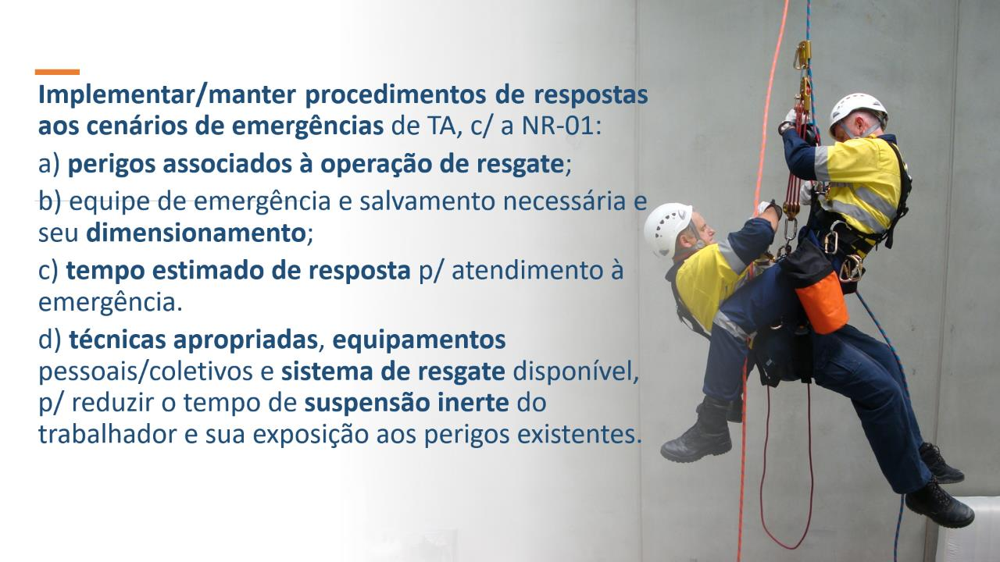 Implementar/manter procedimentos de respostas
aos cenários de emergências de TA, c/ a NR-01:
a) perigos associados à operação de resgate;
b) equipe de emergência e salvamento necessária e
seu dimensionamento;
c) tempo estimado de resposta p/ atendimento à
emergência.
d) técnicas apropriadas, equipamentos
pessoais/coletivos e sistema de resgate disponível,
p/ reduzir o tempo de suspensão inerte do
trabalhador e sua exposição aos perigos existentes.